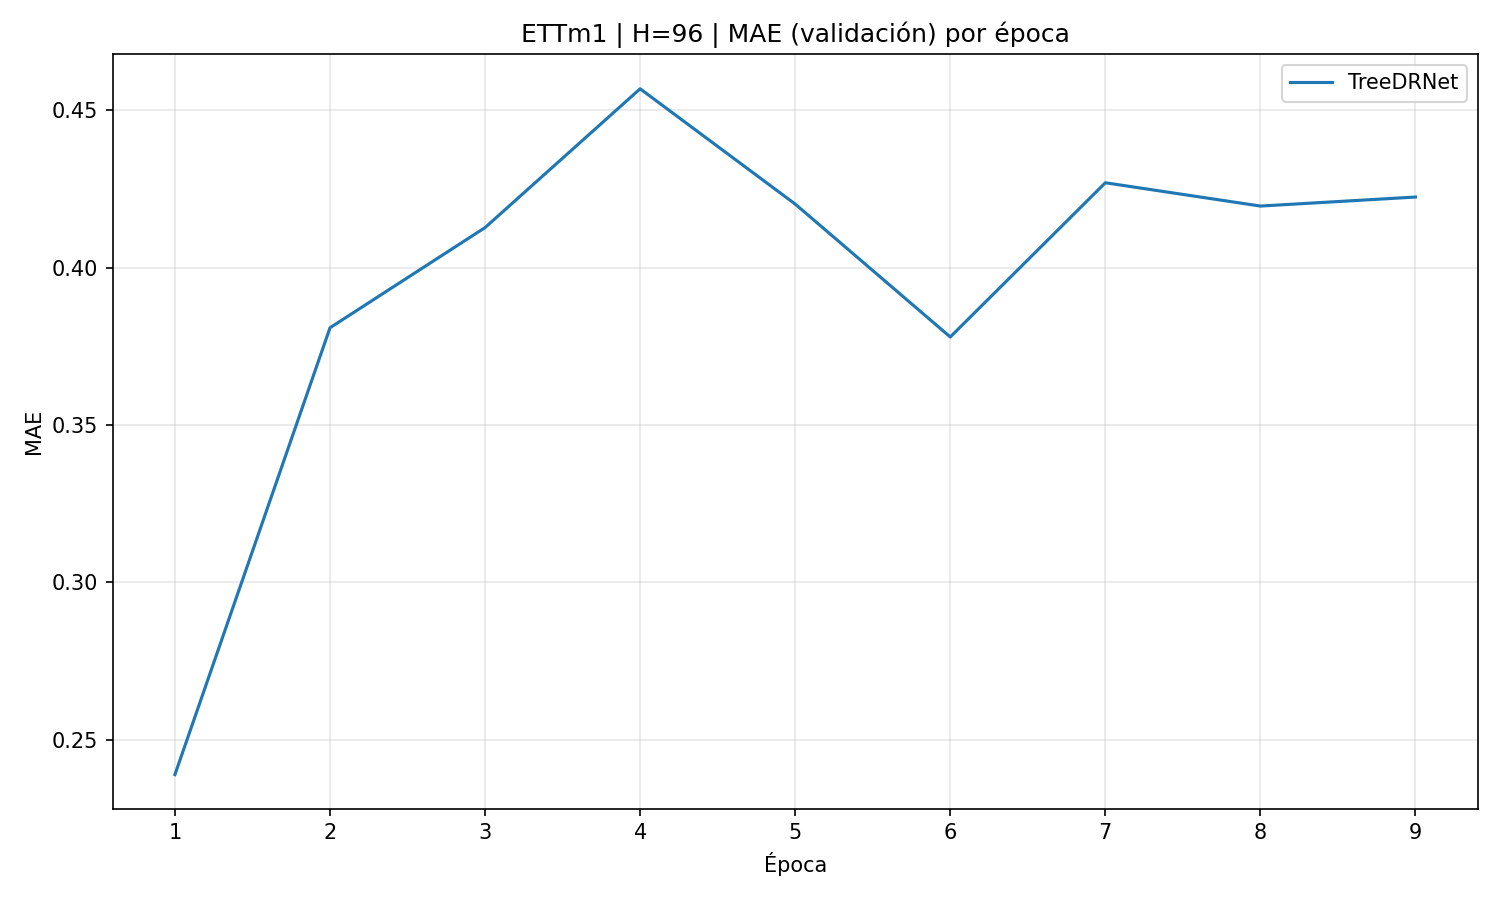 ETTm1 | H=96 | MAE (validación) por época
TreeDRNet
0.45
0.40
0.35
0.30
0.25
MAE
1 2 3 4 5 6 7 8 9
Época